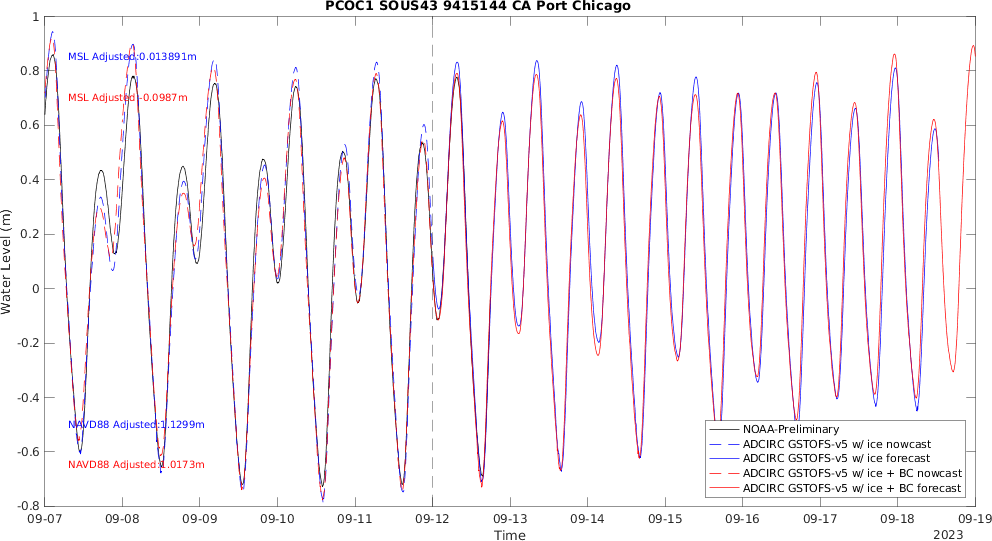 PCOC1 SOUS43 9415144 CA Port Chicago
1
0.8
0.6
0.4
0.2
0
-0.2
-0.4
-0.6
-0.8
Water Level (m)
MSL Adjusted:0.013891m
MSL Adjusted:-0.0987m
NAVD88 Adjusted:1.1299m
NAVD88 Adjusted:1.0173m
NOAA-Preliminary
ADCIRC GSTOFS-v5 w/ ice nowcast
ADCIRC GSTOFS-v5 w/ ice forecast
ADCIRC GSTOFS-v5 w/ ice + BC nowcast
ADCIRC GSTOFS-v5 w/ ice + BC forecast
09-07 09-08 09-09 09-10 09-11 09-12 09-13 09-14 09-15 09-16 09-17 09-18 09-19
Time
2023